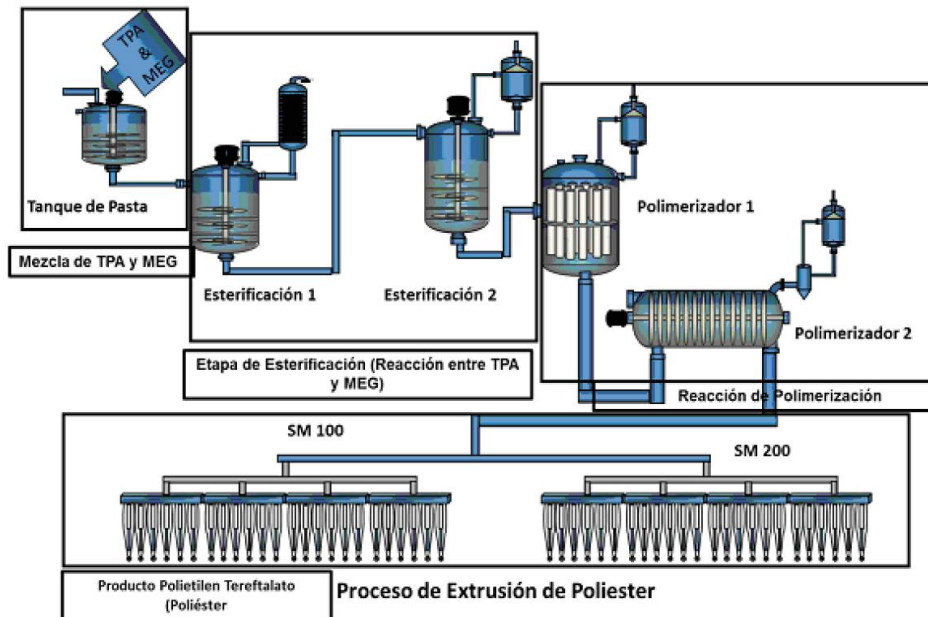 TPA
&
MEG
Tanque de Pasta
Mezcla de TPA y MEG
Esterificación 1
Esterificación 2
Etapa de Esterificación (Reacción entre TPA
y MEG)
Polimerizador 1
Polimerizador 2
Reacción de Polimerización
SM 100
SM 200
Producto Polietilen Tereftalato
(Poliéster
Proceso de Extrusión de Poliester